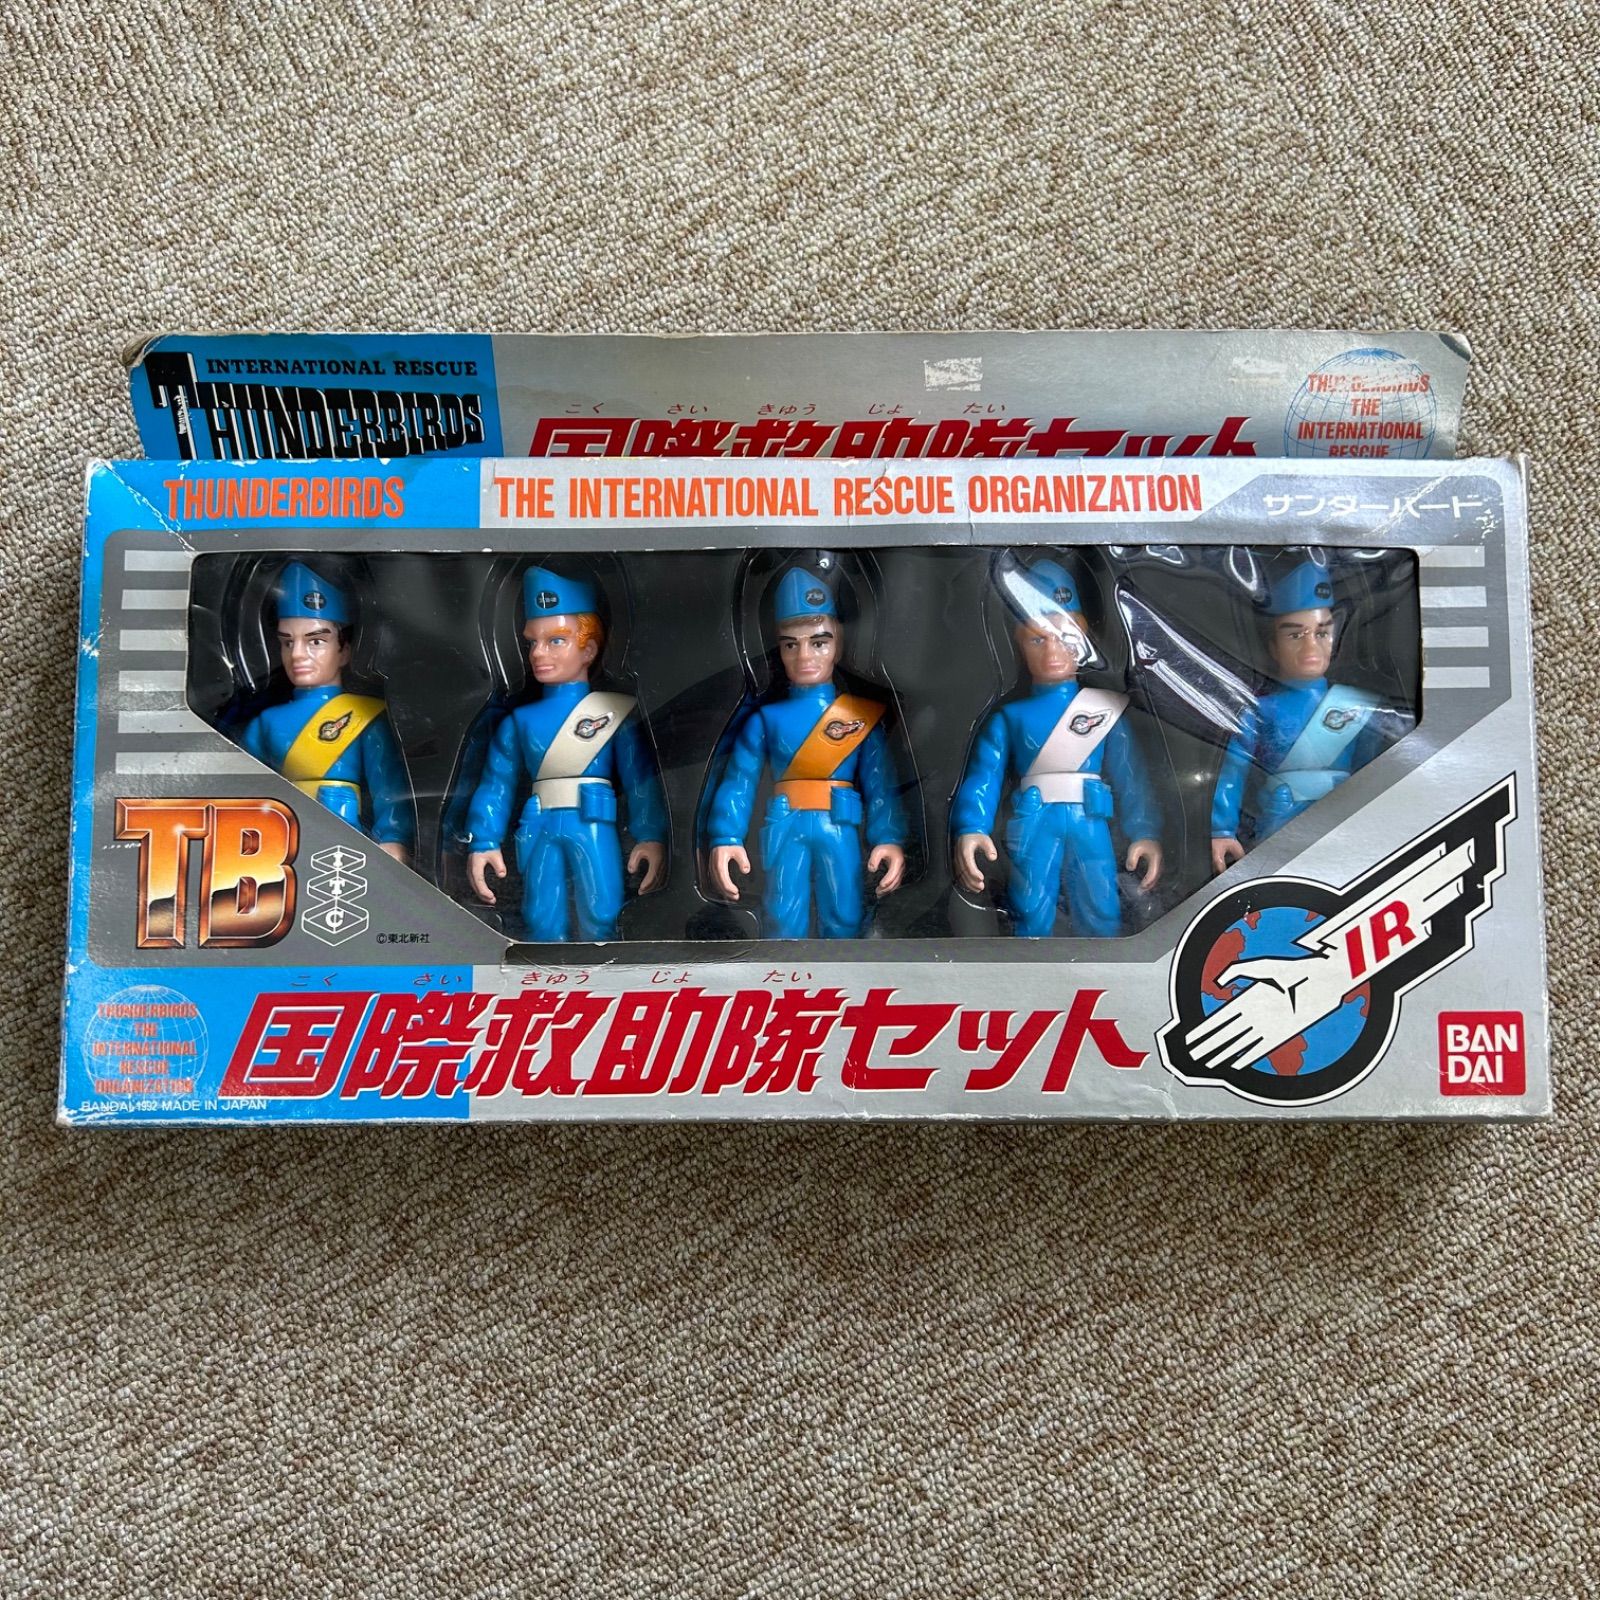 INTERNATIONAL RESCUE
THUNDERBIRDS
こく さい きゅう じょ たい
国際救助隊セット
THUNDERBIRDS
THE
INTERNATIONAL
RESCUE
THUNDERBIRDS
THE INTERNATIONAL RESCUE ORGANIZATION
サンダーバード
TB
I
T
C
©東北新社
IR
こく さい きゅう じょ たい
国際救助隊セット
THUNDERBIRDS
THE
INTERNATIONAL
RESCUE
ORGANIZATION
BANDAI 1992 MADE IN JAPAN
BAN
DAI